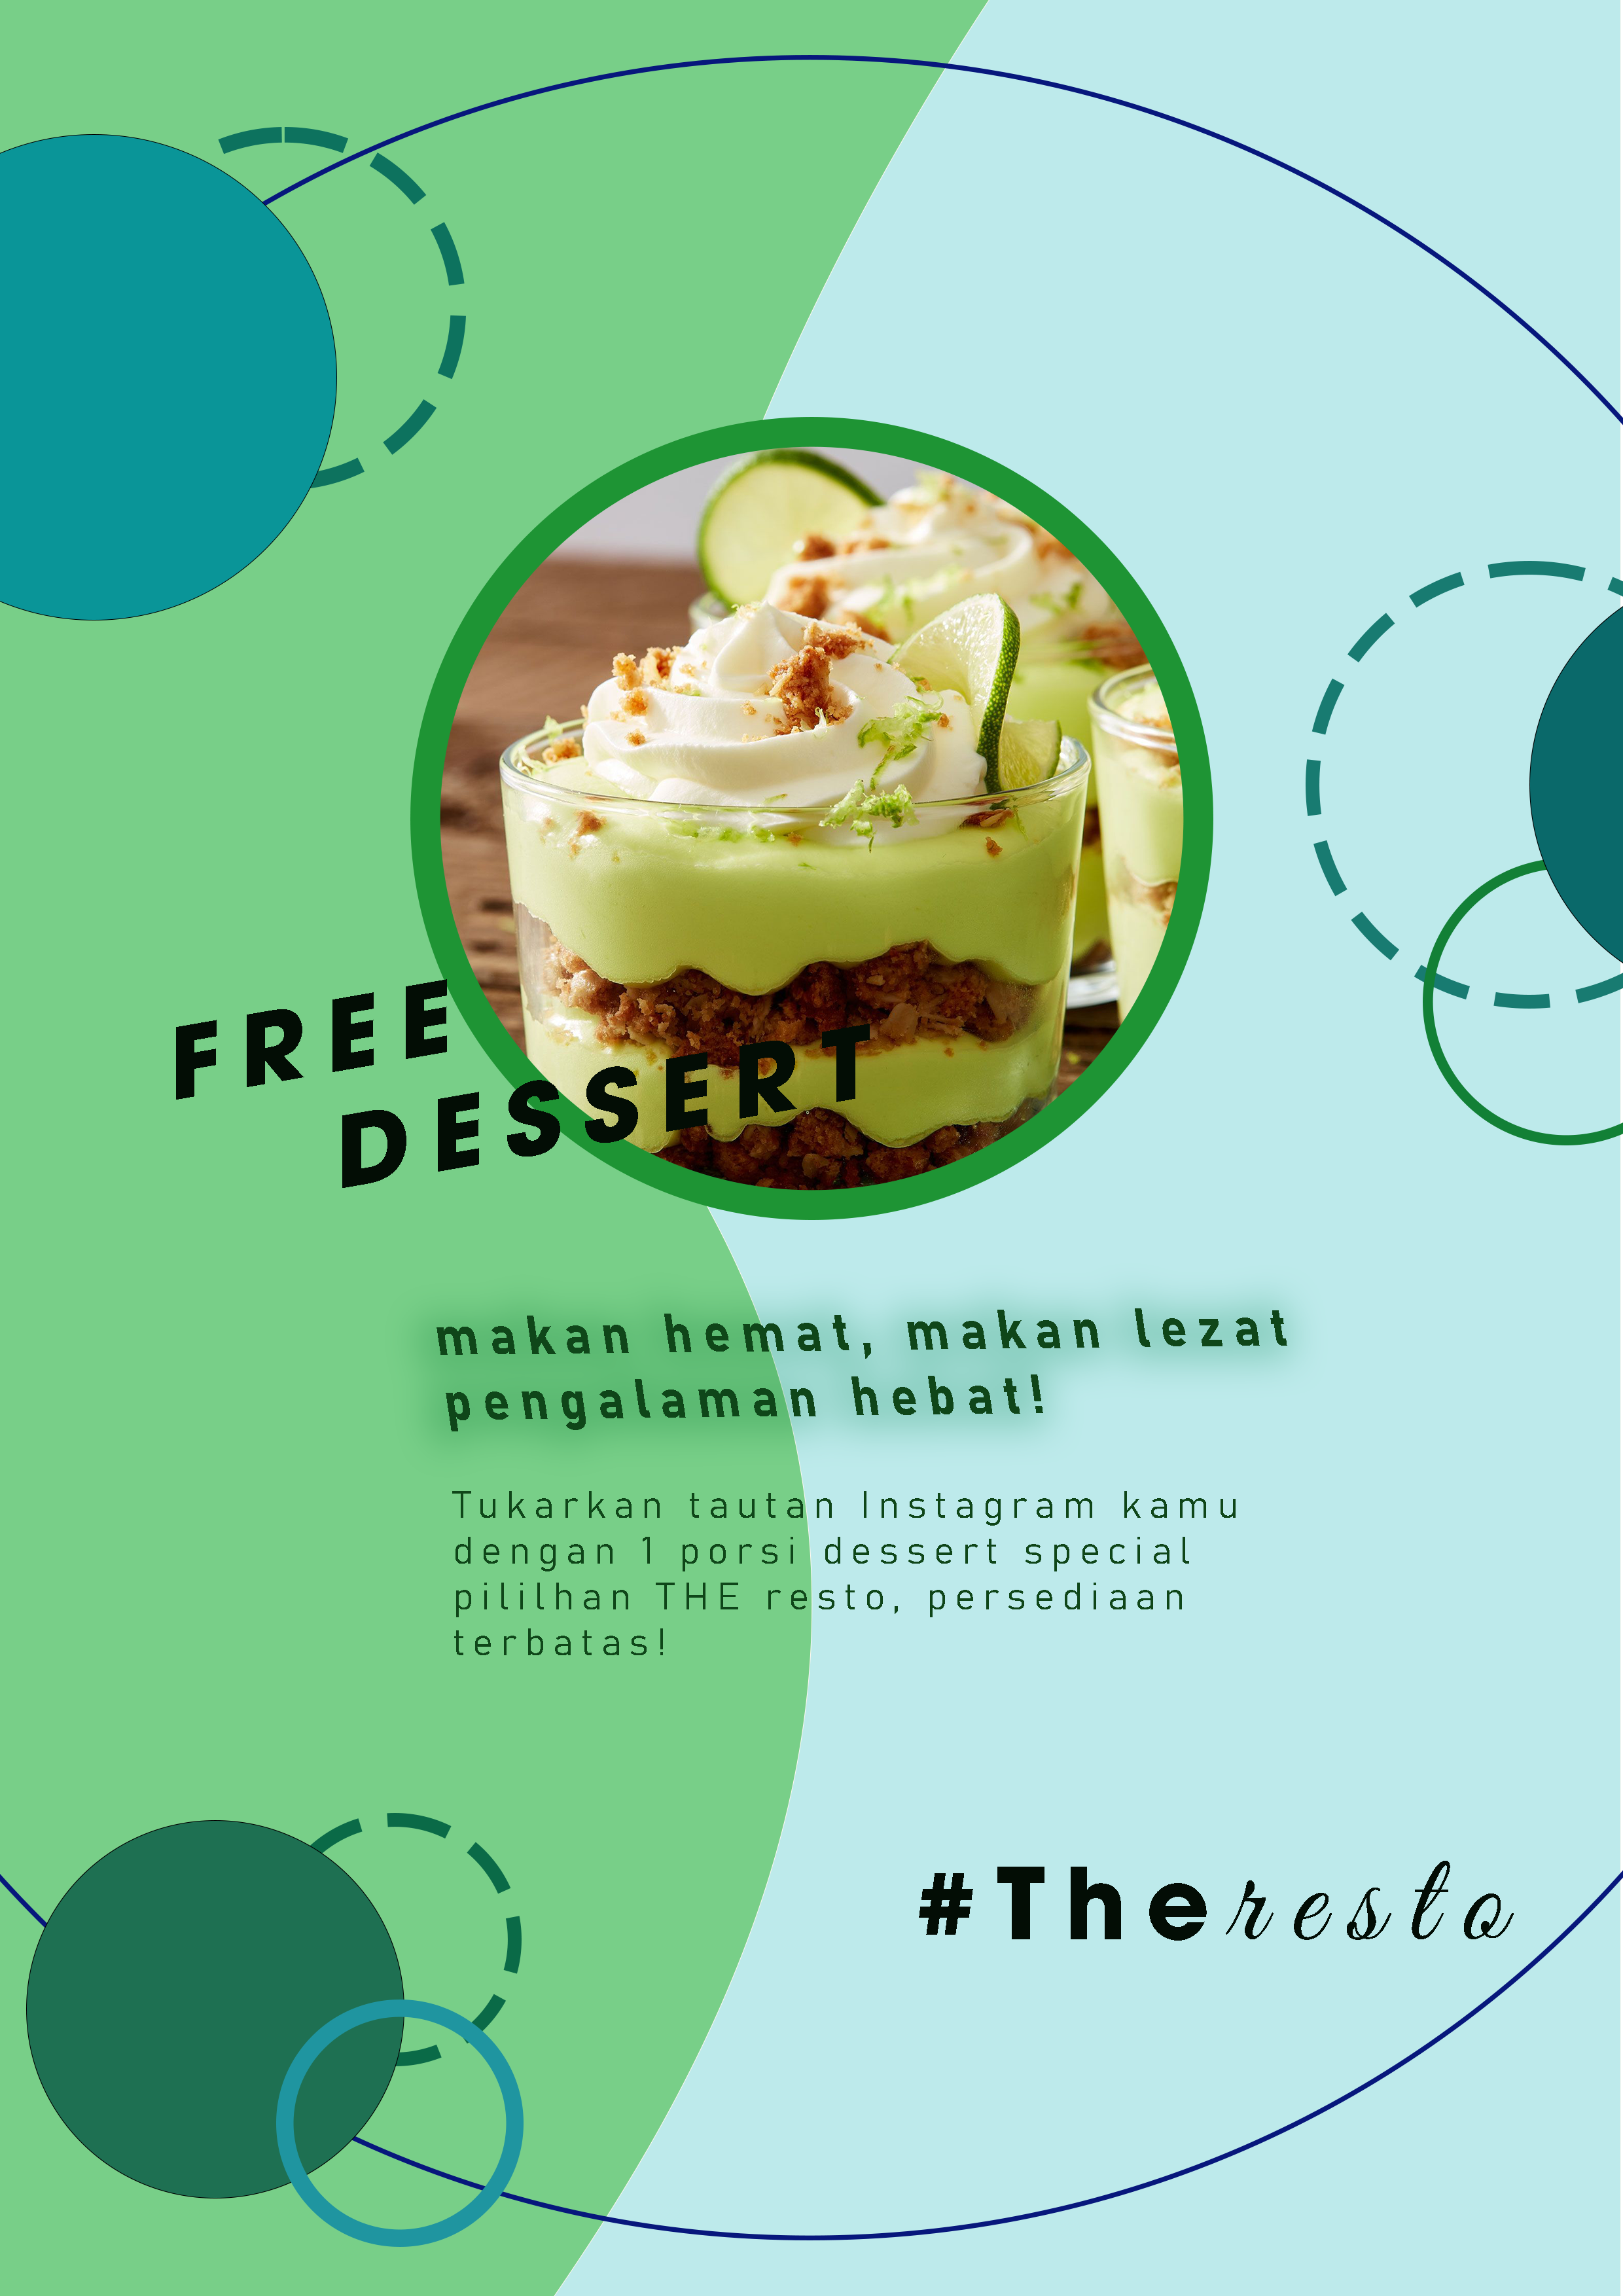 FREE
DESSERT
makan hemat, makan lezat
pengalaman hebat!
Tukarkan tautan Instagram kamu
dengan 1 porsi dessert special
pililhan THE resto, persediaan
terbatas!
#Theresto